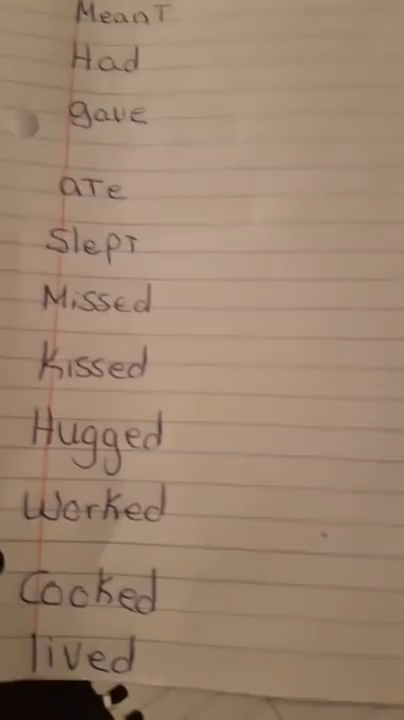 Meant
Had
gave
ate
Slept
Missed
Kissed
Hugged
Worked
Cooked
lived